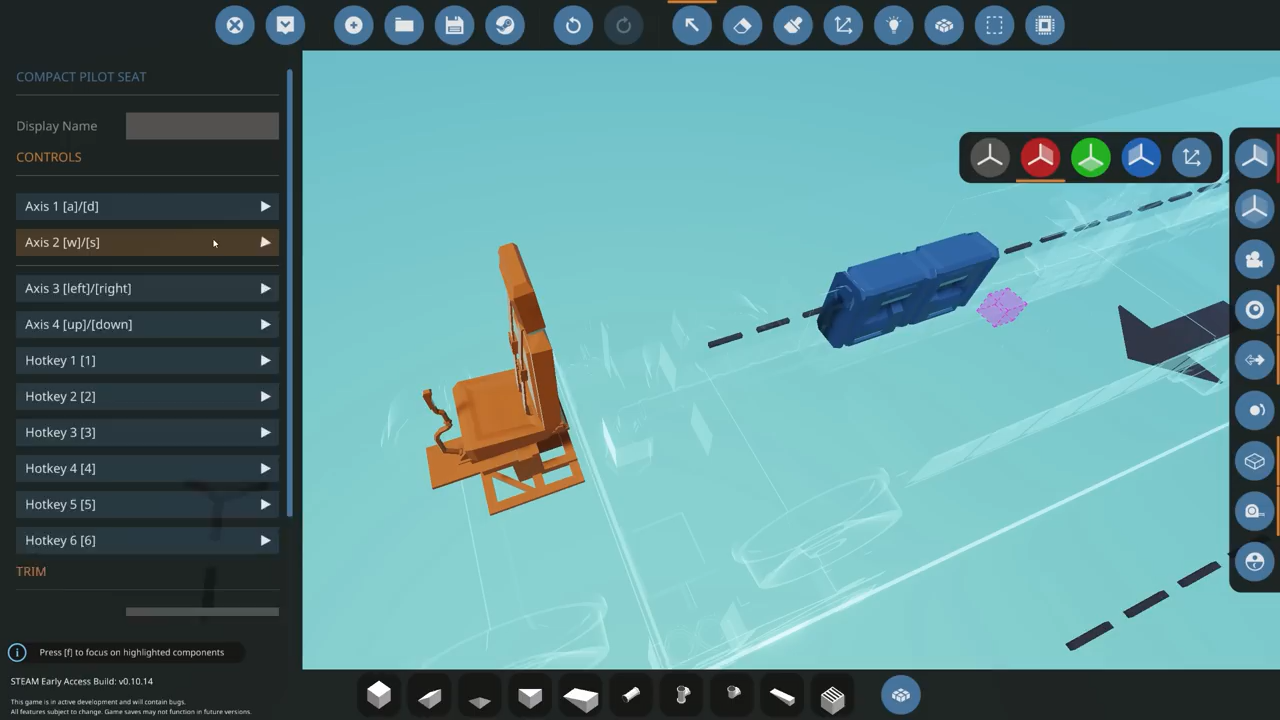 COMPACT PILOT SEAT
Display Name
CONTROLS
Axis 1 [a]/[d]
Axis 2 [w]/[s]
Axis 3 [left]/[right]
Axis 4 [up]/[down]
Hotkey 1 [1]
Hotkey 2 [2]
Hotkey 3 [3]
Hotkey 4 [4]
Hotkey 5 [5]
Hotkey 6 [6]
TRIM
Press [f] to focus on highlighted components
STEAM Early Access Build: v0.10.14
This game is in active development and will contain bugs.
All features subject to change. Game saves may not function in future versions.